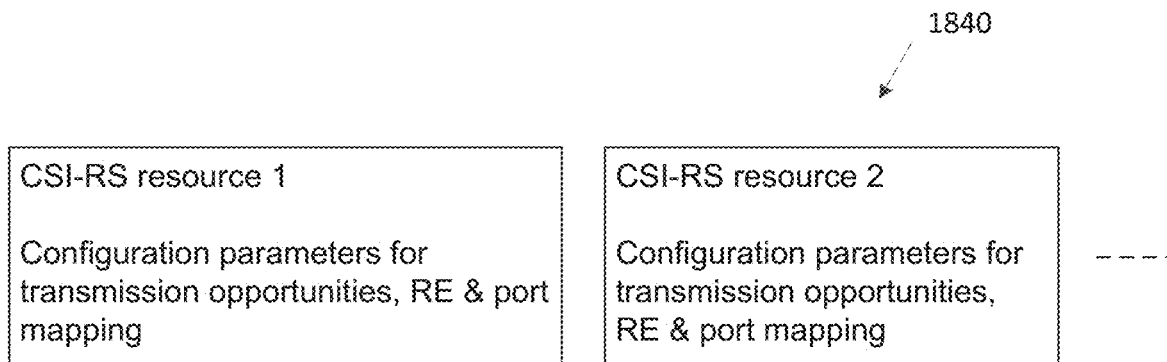 1840
CSI-RS resource 1
Configuration parameters for
transmission opportunities, RE & port
mapping
CSI-RS resource 2
Configuration parameters for
transmission opportunities,
RE & port mapping